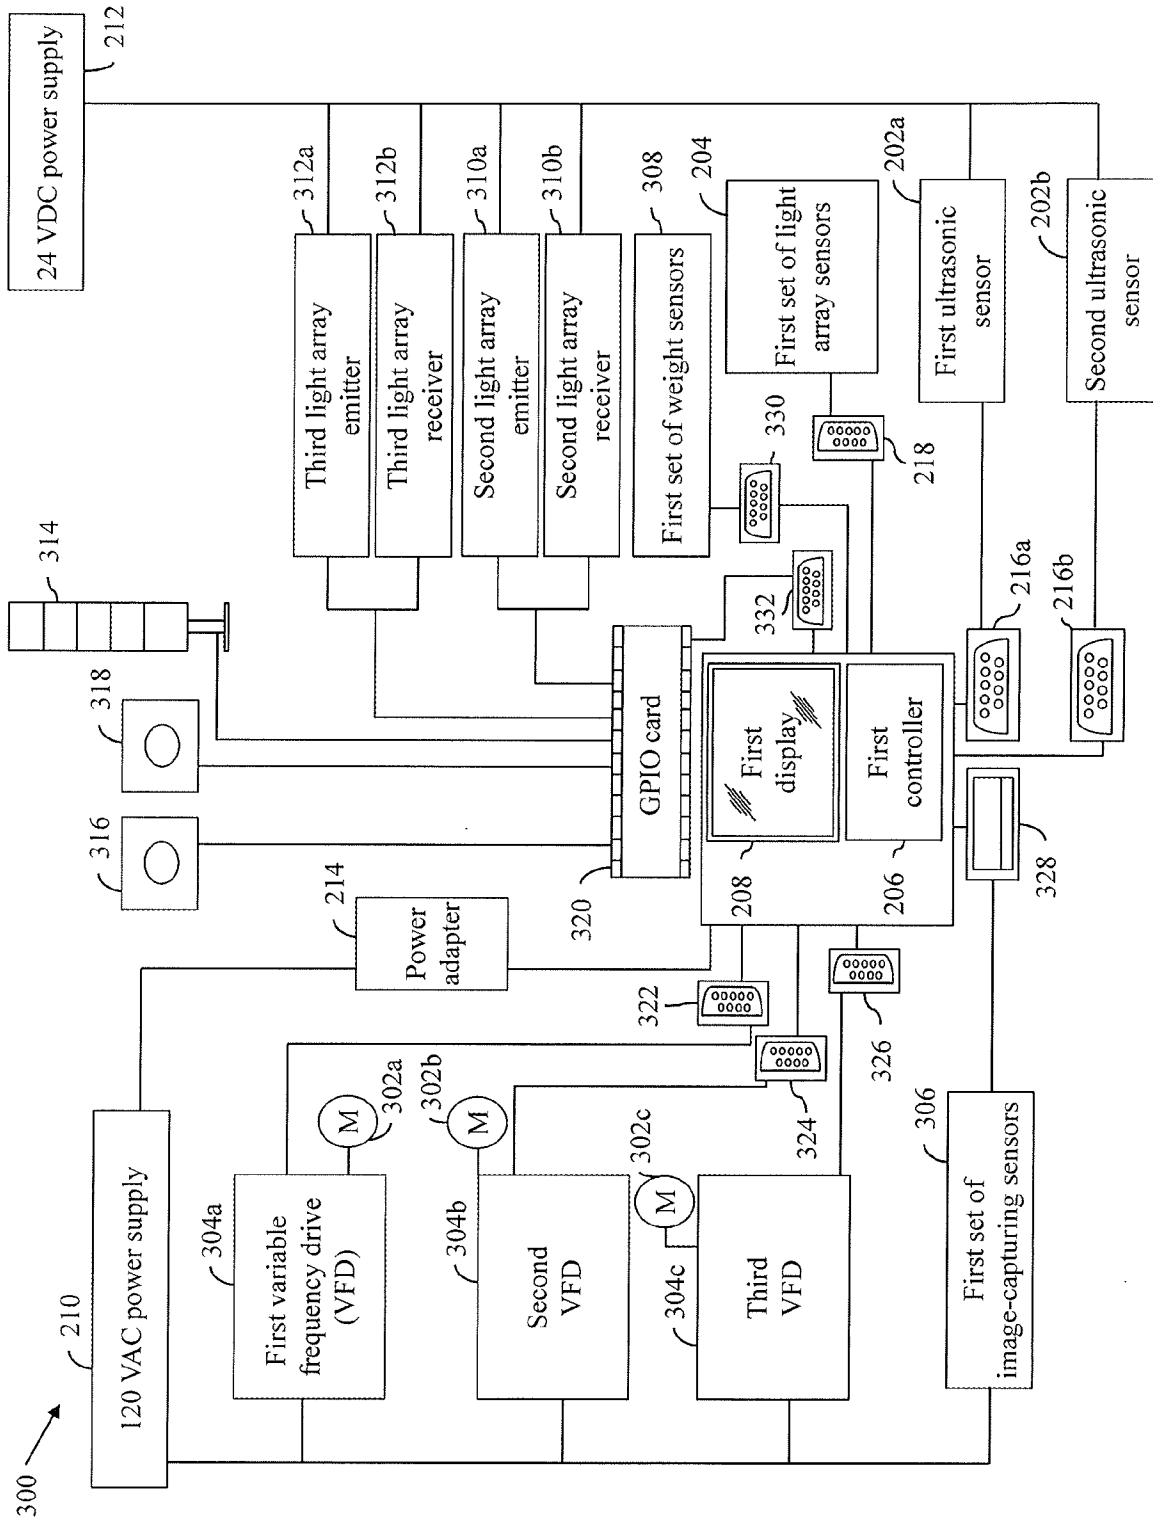 300
210
120 VAC power supply
304a
First variable
frequency drive
(VFD)
M
302a
304b
Second
VFD
M
302b
304c
Third
VFD
M
302c
306
First set of
image-capturing sensors
214
Power
adapter
322
324
326
328
316
318
314
320
GPIO card
208
First
display
206
First
controller
332
330
218
216a
216b
24 VDC power supply
212
Third light array
emitter
312a
Third light array
receiver
312b
Second light array
emitter
310a
Second light array
receiver
310b
First set of weight sensors
308
First set of light
array sensors
204
First ultrasonic
sensor
202a
Second ultrasonic
sensor
202b